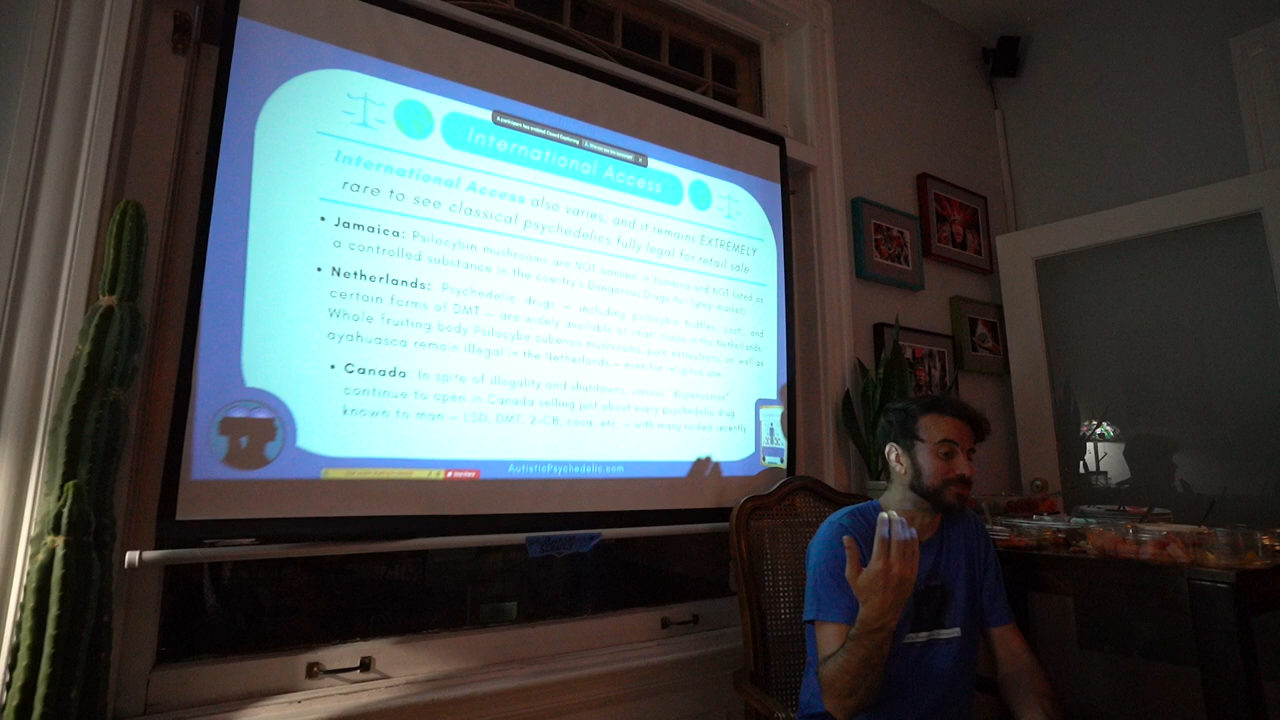 International Access
International Access also varies, and it remains EXTREMELY
rare to see classical psychedelics fully legal for retail sale
• Jamaica: Psilocybin mushrooms are NOT banned in Jamaica and NOT listed as
a controlled substance in the country's Dangerous Drugs Act (grey market)
• Netherlands: Psychedelic drugs – including psilocybin truffles, cacti, and
certain forms of DMT – are widely available at smart shops in the Netherlands.
Whole fruiting body Psilocybe cubensis mushrooms, pure extractions, as well as
ayahuasca remain illegal in the Netherlands – even for religious use.
• Canada: In spite of illegality and shutdowns, various "dispensaries"
continue to open in Canada selling just about every psychedelic drug
known to man – LSD, DMT, 2-CB, coca, etc. – with many raided recently
AutisticPsychedelic.com